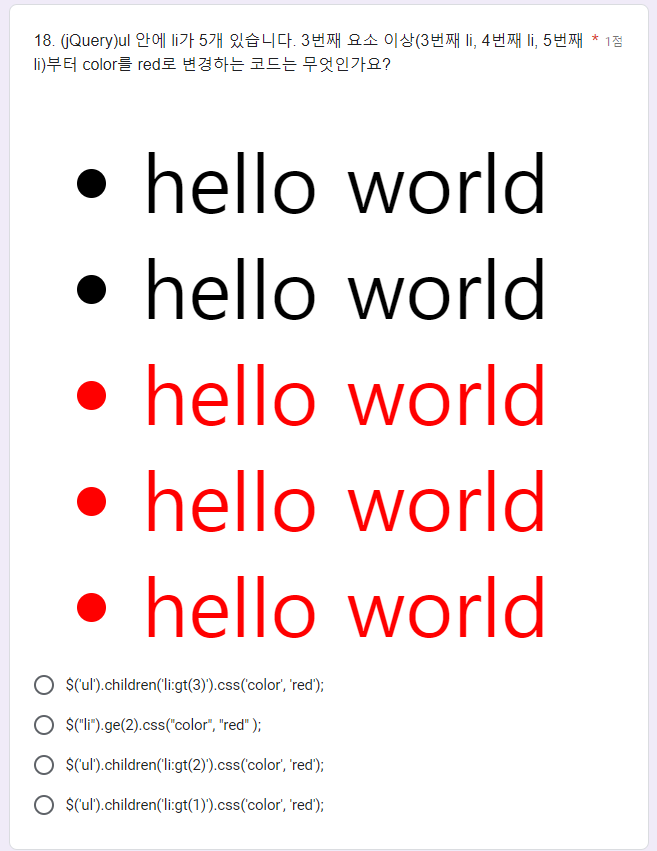 18. (jQuery)ul 안에 li가 5개 있습니다. 3번째 요소 이상(3번째 li, 4번째 li, 5번째 * 1점
li)부터 color를 red로 변경하는 코드는 무엇인가요?
hello world
hello world
hello world
hello world
hello world
$('ul').children('li:gt(3)').css('color', 'red');
$("li").ge(2).css("color", "red" );
$('ul').children('li:gt(2)').css('color', 'red');
$('ul').children('li:gt(1)').css('color', 'red');